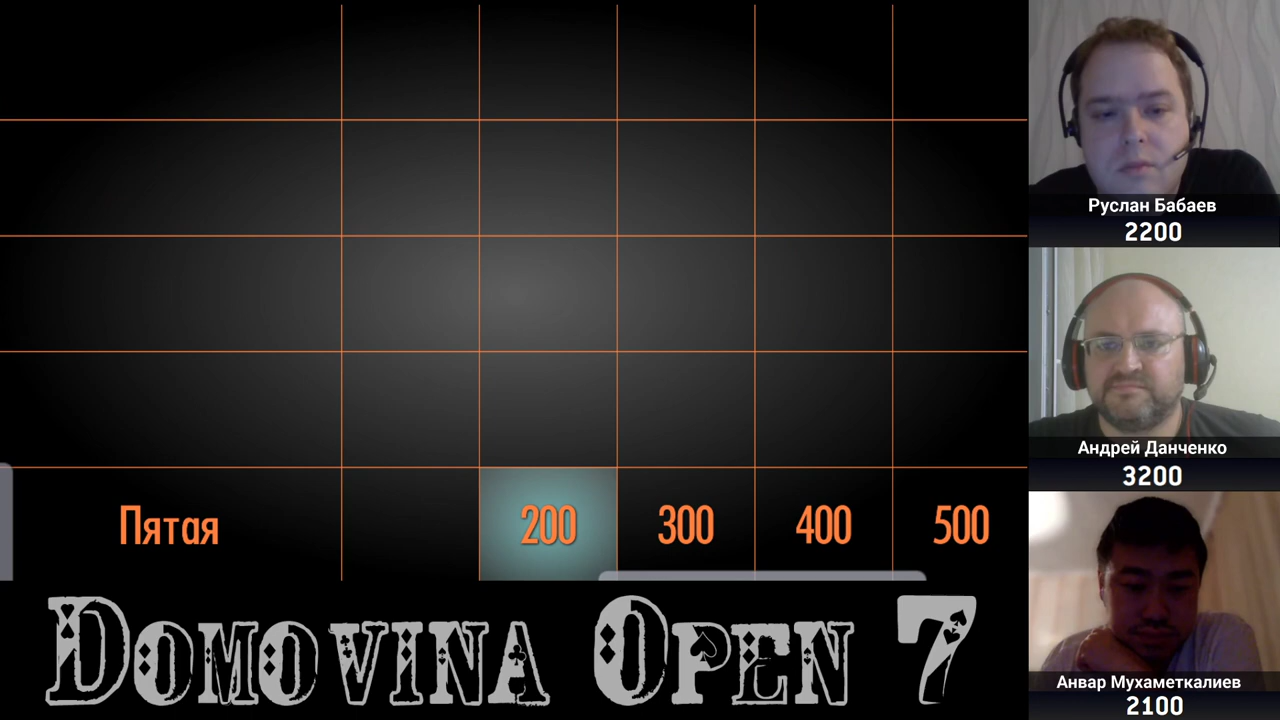 Руслан Бабаев
2200
Андрей Данченко
3200
Пятая 200 300 400 500
DOMOVINA OPEN 7
Анвар Мухаметкалиев
2100